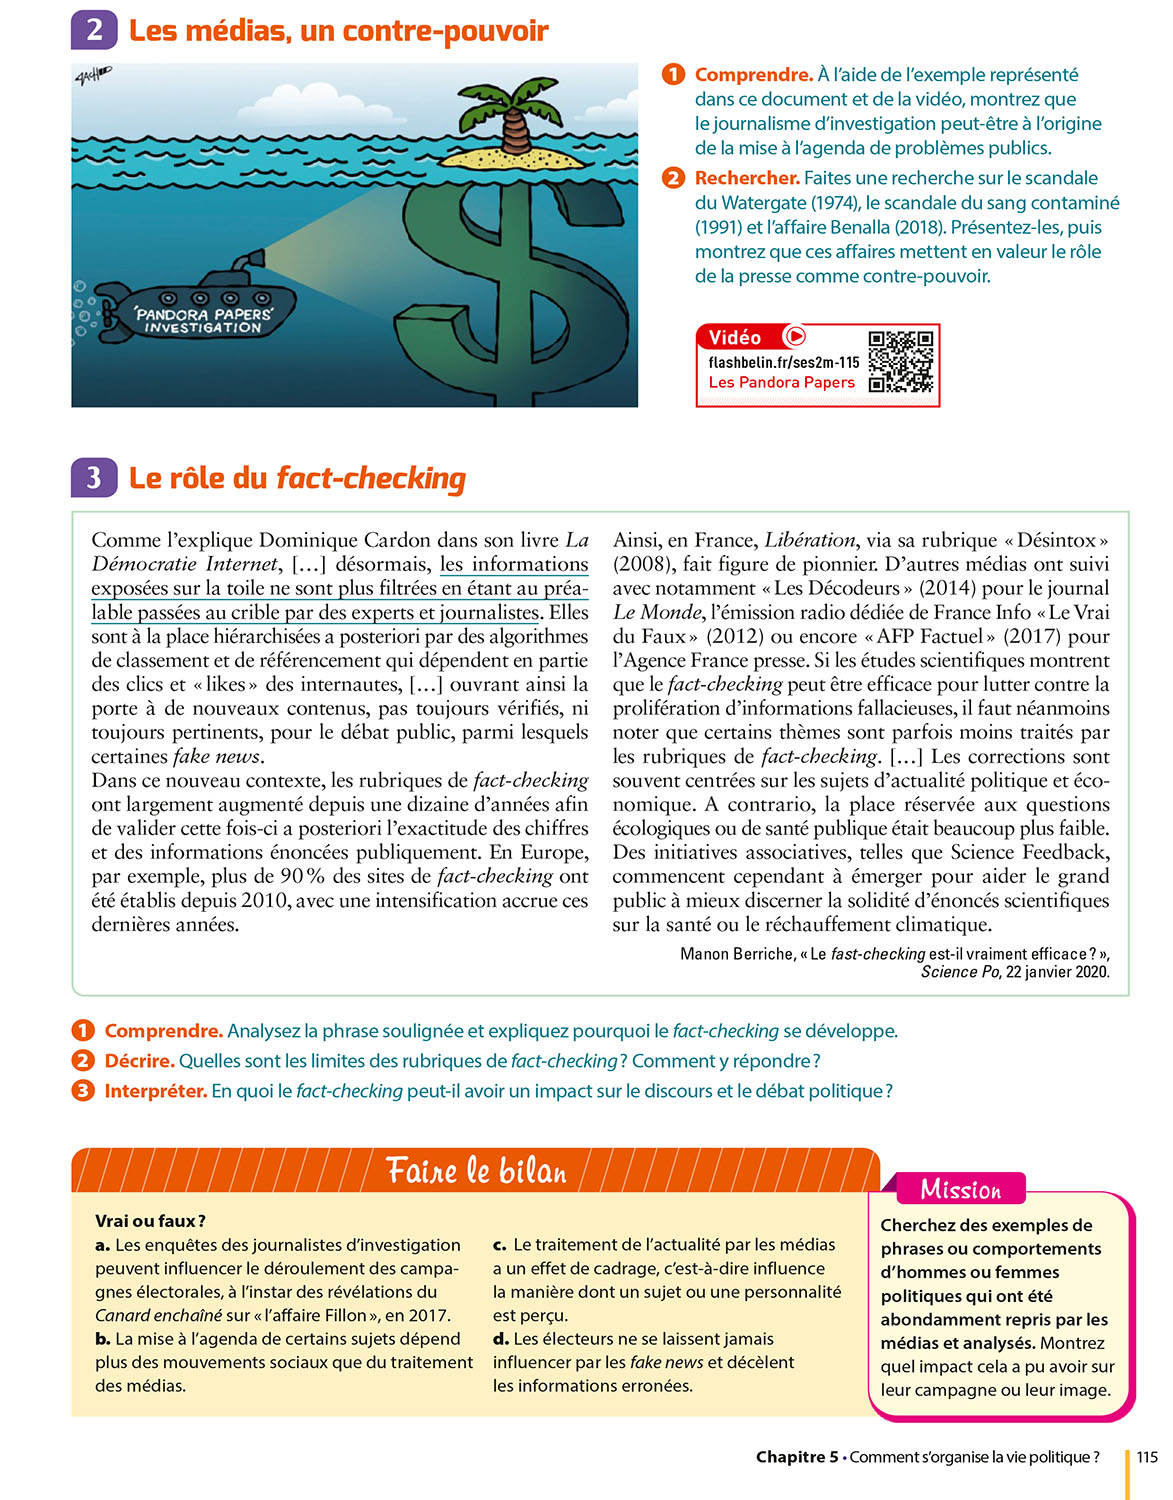 2 Les médias, un contre-pouvoir
'PANDORA PAPERS'
INVESTIGATION
1 Comprendre. À l'aide de l'exemple représenté
dans ce document et de la vidéo, montrez que
le journalisme d'investigation peut-être à l'origine
de la mise à l'agenda de problèmes publics.
2 Rechercher. Faites une recherche sur le scandale
du Watergate (1974), le scandale du sang contaminé
(1991) et l'affaire Benalla (2018). Présentez-les, puis
montrez que ces affaires mettent en valeur le rôle
de la presse comme contre-pouvoir.
Vidéo
flashbelin.fr/ses2m-115
Les Pandora Papers
3 Le rôle du fact-checking
Comme l'explique Dominique Cardon dans son livre La
Démocratie Internet, […] désormais, les informations
exposées sur la toile ne sont plus filtrées en étant au préa-
lable passées au crible par des experts et journalistes. Elles
sont à la place hiérarchisées a posteriori par des algorithmes
de classement et de référencement qui dépendent en partie
des clics et « likes » des internautes, […] ouvrant ainsi la
porte à de nouveaux contenus, pas toujours vérifiés, ni
toujours pertinents, pour le débat public, parmi lesquels
certaines fake news.
Dans ce nouveau contexte, les rubriques de fact-checking
ont largement augmenté depuis une dizaine d'années afin
de valider cette fois-ci a posteriori l'exactitude des chiffres
et des informations énoncées publiquement. En Europe,
par exemple, plus de 90 % des sites de fact-checking ont
été établis depuis 2010, avec une intensification accrue ces
dernières années.
Ainsi, en France, Libération, via sa rubrique « Désintox »
(2008), fait figure de pionnier. D'autres médias ont suivi
avec notamment « Les Décodeurs » (2014) pour le journal
Le Monde, l'émission radio dédiée de France Info « Le Vrai
du Faux » (2012) ou encore « AFP Factuel » (2017) pour
l'Agence France presse. Si les études scientifiques montrent
que le fact-checking peut être efficace pour lutter contre la
prolifération d'informations fallacieuses, il faut néanmoins
noter que certains thèmes sont parfois moins traités par
les rubriques de fact-checking. […] Les corrections sont
souvent centrées sur les sujets d'actualité politique et éco-
nomique. A contrario, la place réservée aux questions
écologiques ou de santé publique était beaucoup plus faible.
Des initiatives associatives, telles que Science Feedback,
commencent cependant à émerger pour aider le grand
public à mieux discerner la solidité d'énoncés scientifiques
sur la santé ou le réchauffement climatique.
Manon Berriche, « Le fast-checking est-il vraiment efficace ? »,
Science Po, 22 janvier 2020.
1 Comprendre. Analysez la phrase soulignée et expliquez pourquoi le fact-checking se développe.
2 Décrire. Quelles sont les limites des rubriques de fact-checking ? Comment y répondre ?
3 Interpréter. En quoi le fact-checking peut-il avoir un impact sur le discours et le débat politique ?
Faire le bilan
Vrai ou faux ?
a. Les enquêtes des journalistes d'investigation
peuvent influencer le déroulement des campa-
gnes électorales, à l'instar des révélations du
Canard enchaîné sur « l'affaire Fillon », en 2017.
b. La mise à l'agenda de certains sujets dépend
plus des mouvements sociaux que du traitement
des médias.
c. Le traitement de l'actualité par les médias
a un effet de cadrage, c'est-à-dire influence
la manière dont un sujet ou une personnalité
est perçu.
d. Les électeurs ne se laissent jamais
influencer par les fake news et décèlent
les informations erronées.
Mission
Cherchez des exemples de
phrases ou comportements
d'hommes ou femmes
politiques qui ont été
abondamment repris par les
médias et analysés. Montrez
quel impact cela a pu avoir sur
leur campagne ou leur image.
Chapitre 5 • Comment s'organise la vie politique ? 115